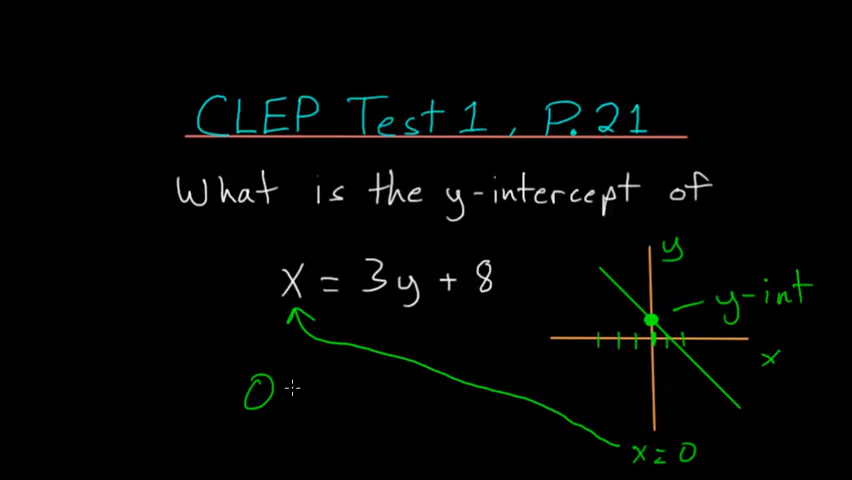 CLEP Test 1, P.21
What is the y-intercept of
x = 3y + 8
y
y-int
x
0
x = 0